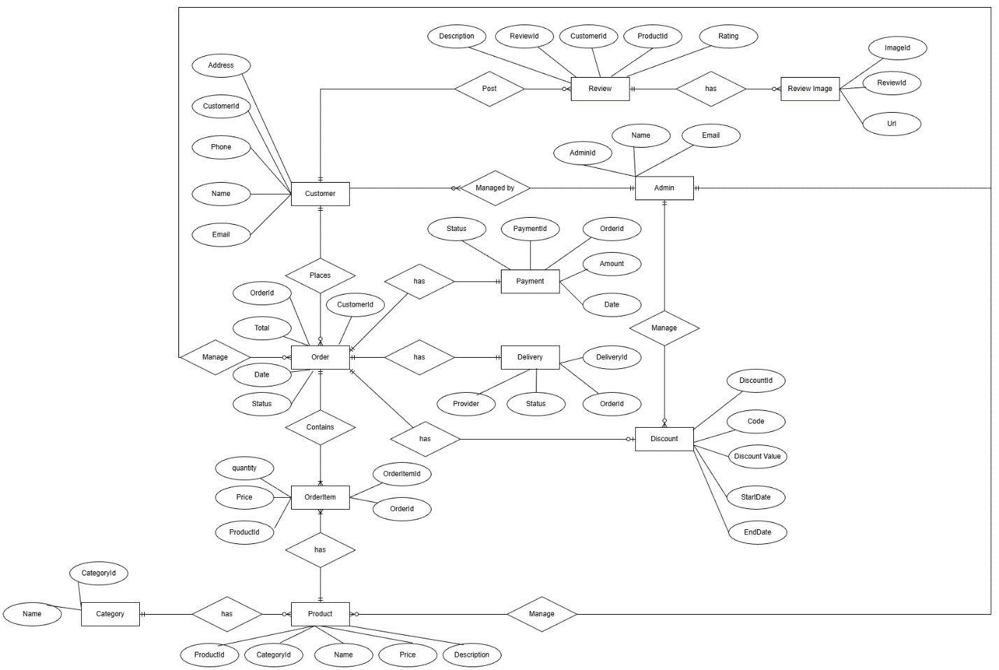 Description
ReviewId
CustomerId
ProductId
Rating
ImageId
Address
Post
Review
has
Review Image
ReviewId
CustomerId
Url
Name
Email
AdminId
Phone
Name
Customer
Managed by
Admin
Email
Status
PaymentId
OrderId
Places
has
Payment
Amount
OrderId
CustomerId
Date
Total
Manage
Manage
Order
has
Delivery
DeliveryId
Date
DiscountId
Status
Provider
Status
OrderId
Contains
has
Discount
Code
Discount Value
quantity
OrderItemId
Price
OrderItem
StartDate
OrderId
ProductId
EndDate
has
CategoryId
Name
Category
has
Product
Manage
ProductId
CategoryId
Name
Price
Description